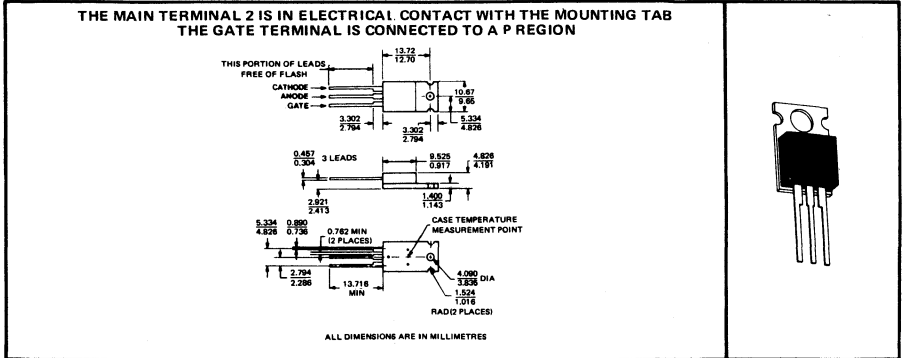 THE MAIN TERMINAL 2 IS IN ELECTRICAL CONTACT WITH THE MOUNTING TAB
THE GATE TERMINAL IS CONNECTED TO A P REGION
13.72
12.70
THIS PORTION OF LEADS
FREE OF FLASH
CATHODE
ANODE
GATE
10.67
9.65
3.302
2.794
3.302
2.794
5.334
4.826
0.457
0.304
3 LEADS
9.525
0.917
4.826
4.191
2.921
2.413
1.400
1.143
5.334
4.826
0.890
0.736
0.762 MIN
(2 PLACES)
CASE TEMPERATURE
MEASUREMENT POINT
2.794
2.286
13.716
MIN
4.090
3.836
DIA
1.524
1.016
RAD(2 PLACES)
ALL DIMENSIONS ARE IN MILLIMETRES